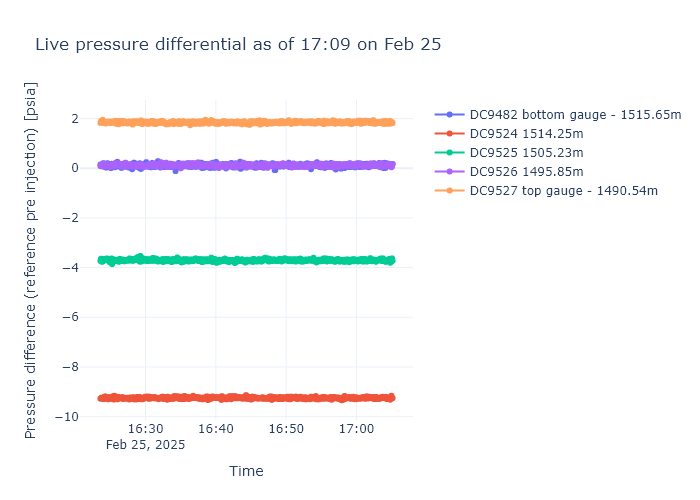 Live pressure differential as of 17:09 on Feb 25
Pressure difference (reference pre injection) [psia]
2
0
−2
−4
−6
−8
−10
16:30
16:40
16:50
17:00
Feb 25, 2025
Time
DC9482 bottom gauge - 1515.65m
DC9524 1514.25m
DC9525 1505.23m
DC9526 1495.85m
DC9527 top gauge - 1490.54m